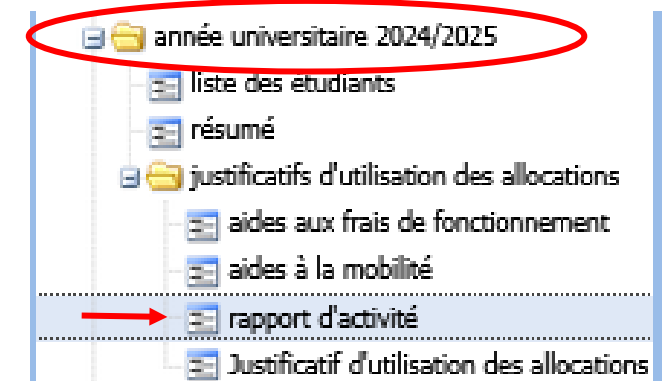 année universitaire 2024/2025
liste des etudiants
résumé
justificatifs d'utilisation des allocations
aides aux frais de fonctionnement
aides à la mobilité
rapport d'activité
Justificatif d'utilisation des allocations